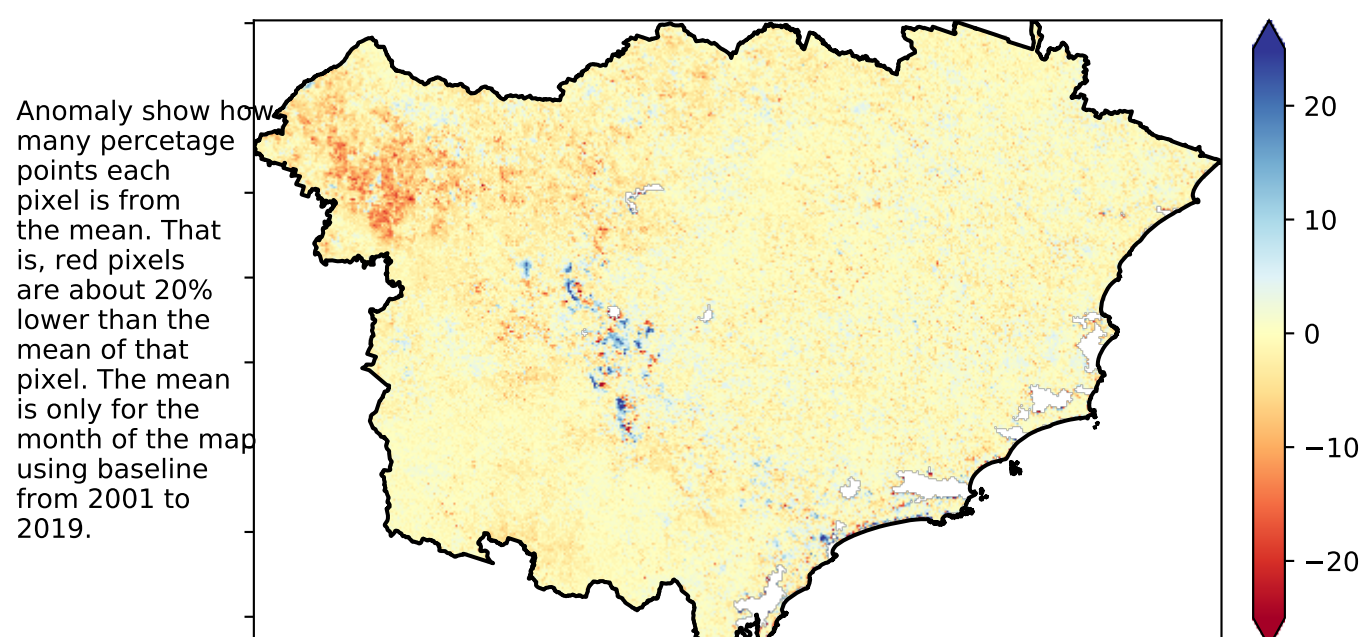 Anomaly show how
many percetage
points each
pixel is from
the mean. That
is, red pixels
are about 20%
lower than the
mean of that
pixel. The mean
is only for the
month of the map
using baseline
from 2001 to
2019.
20
10
0
−10
−20